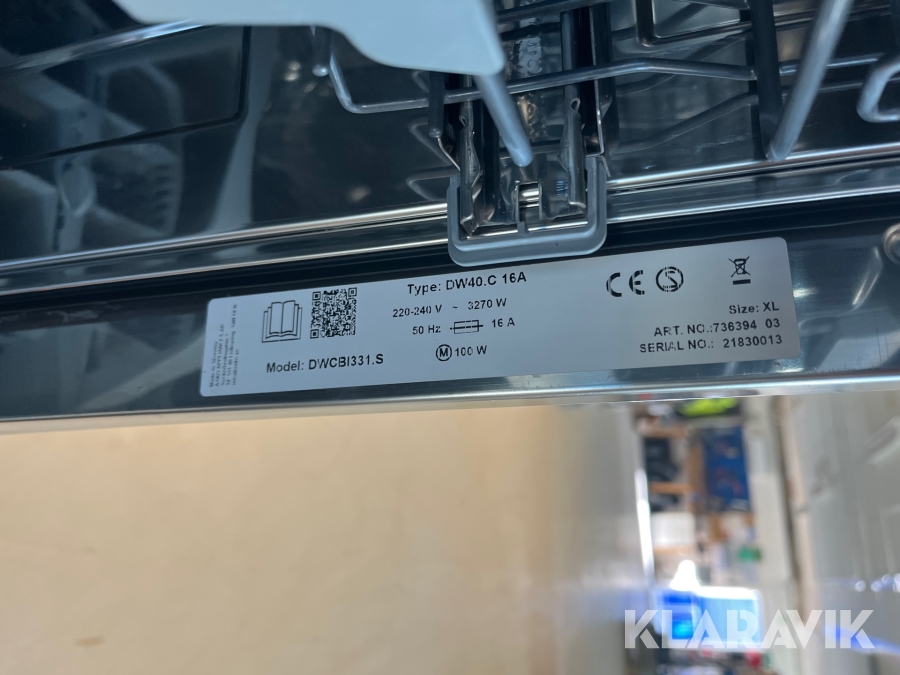 Type: DW40.C 16A
220-240 V ~ 3270 W
50 Hz 16 A
M 100 W
Model: DWCBI331.S
CE
Size: XL
ART. NO.:736394 03
SERIAL NO.: 21830013
KLARAVIK